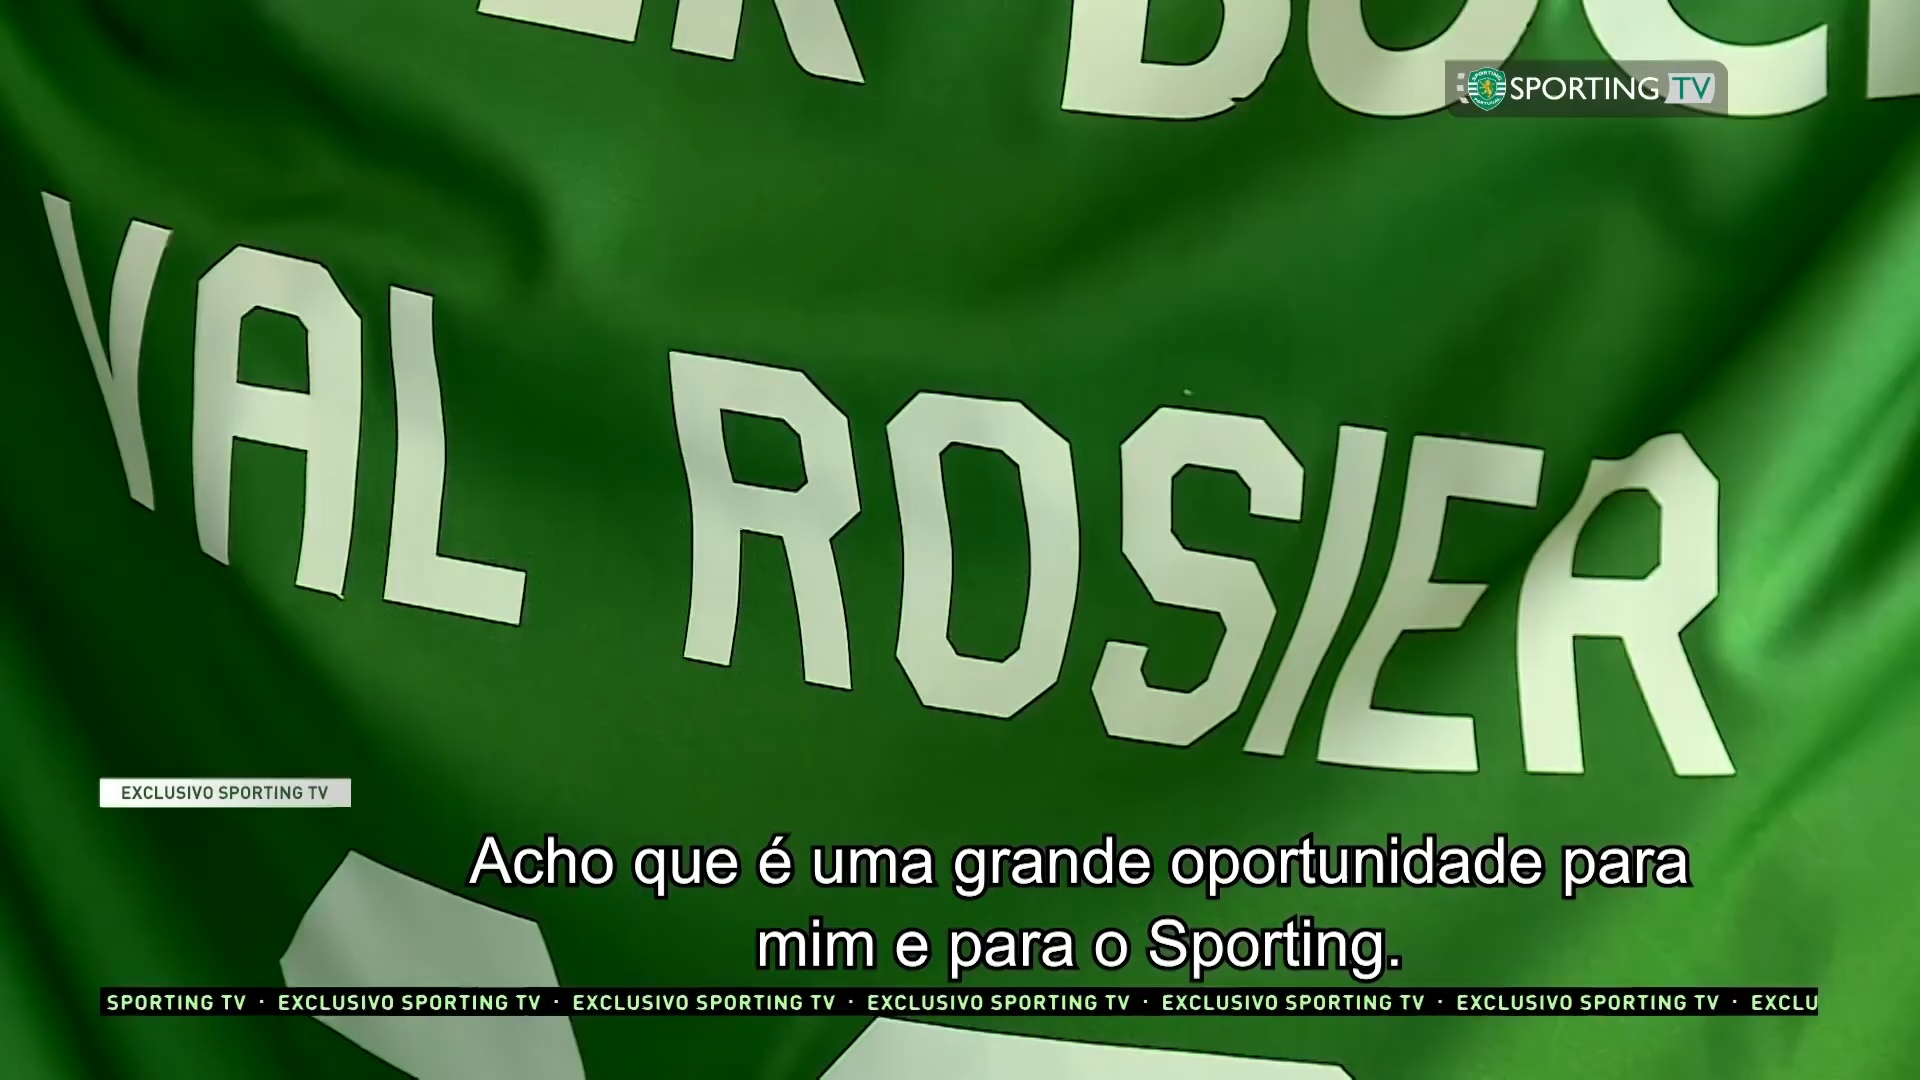 SPORTING TV
VAL ROSIER
EXCLUSIVO SPORTING TV
Acho que é uma grande oportunidade para
mim e para o Sporting.
SPORTING TV · EXCLUSIVO SPORTING TV · EXCLUSIVO SPORTING TV · EXCLUSIVO SPORTING TV · EXCLUSIVO SPORTING TV · EXCLUSIVO SPORTING TV · EXCLU